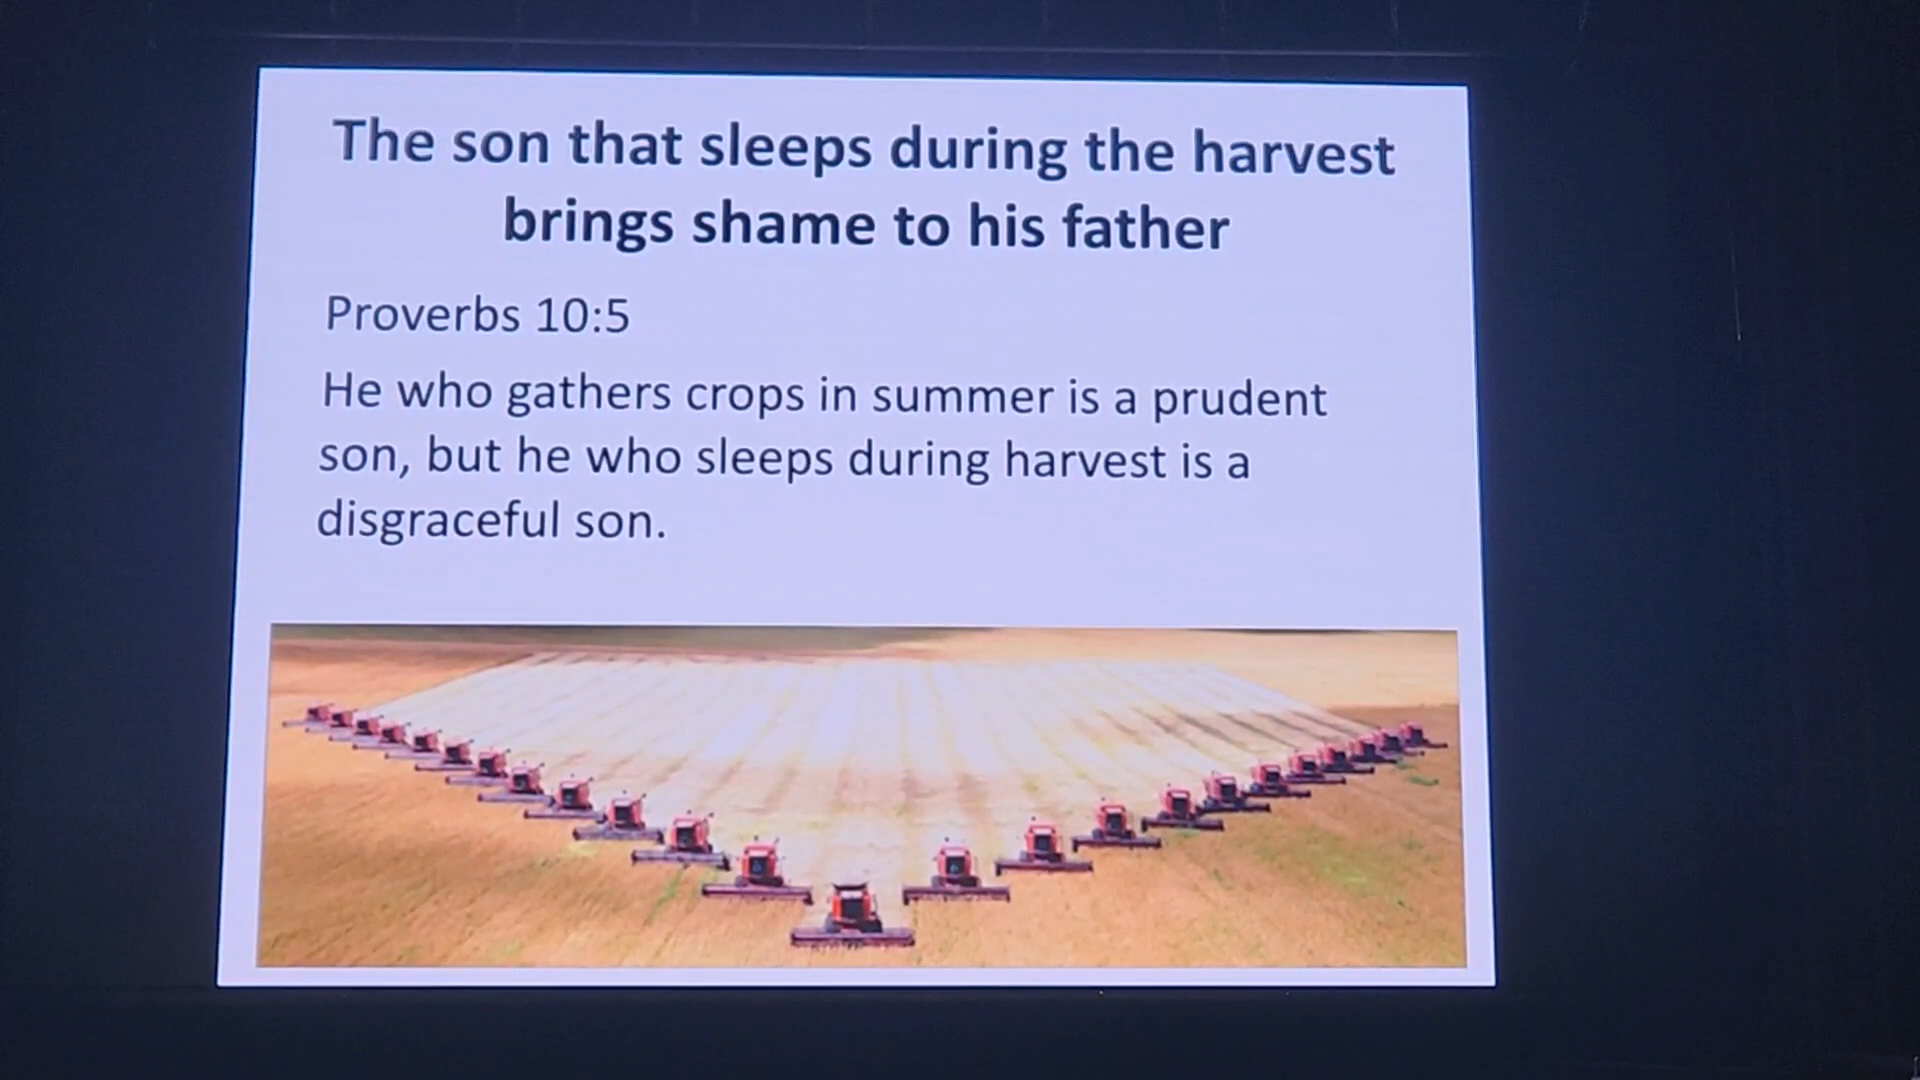 The son that sleeps during the harvest
brings shame to his father
Proverbs 10:5
He who gathers crops in summer is a prudent
son, but he who sleeps during harvest is a
disgraceful son.